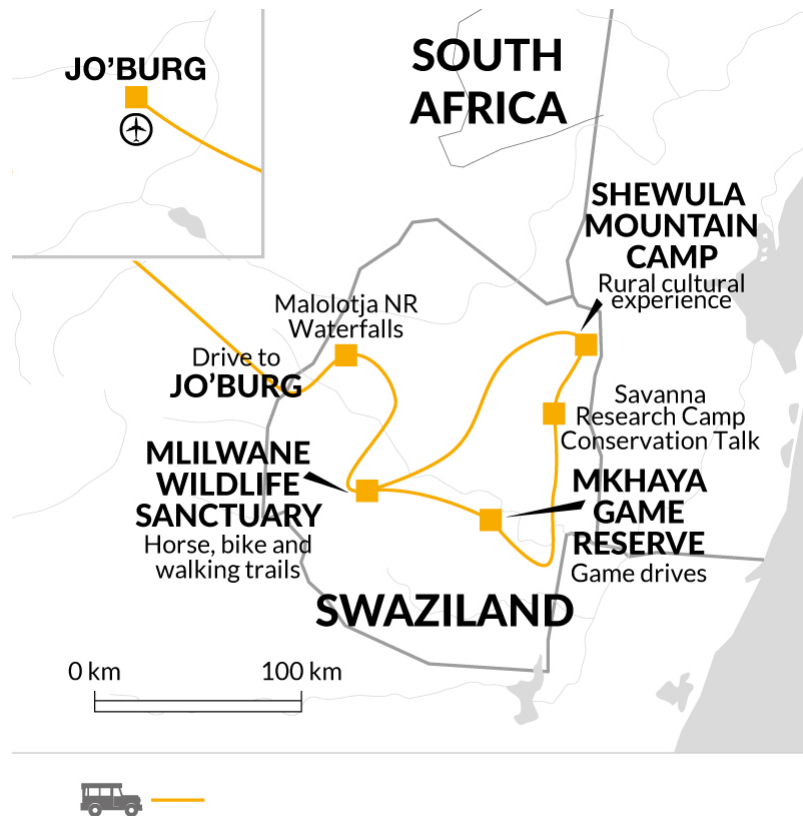 JO’BURG
SOUTH
AFRICA
SHEWULA
MOUNTAIN
CAMP
Rural cultural
experience
Malolotja NR
Waterfalls
Drive to
JO’BURG
Savanna
Research Camp
Conservation Talk
MLILWANE
WILDLIFE
SANCTUARY
Horse, bike and
walking trails
MKHAYA
GAME
RESERVE
Game drives
SWAZILAND
0 km
100 km